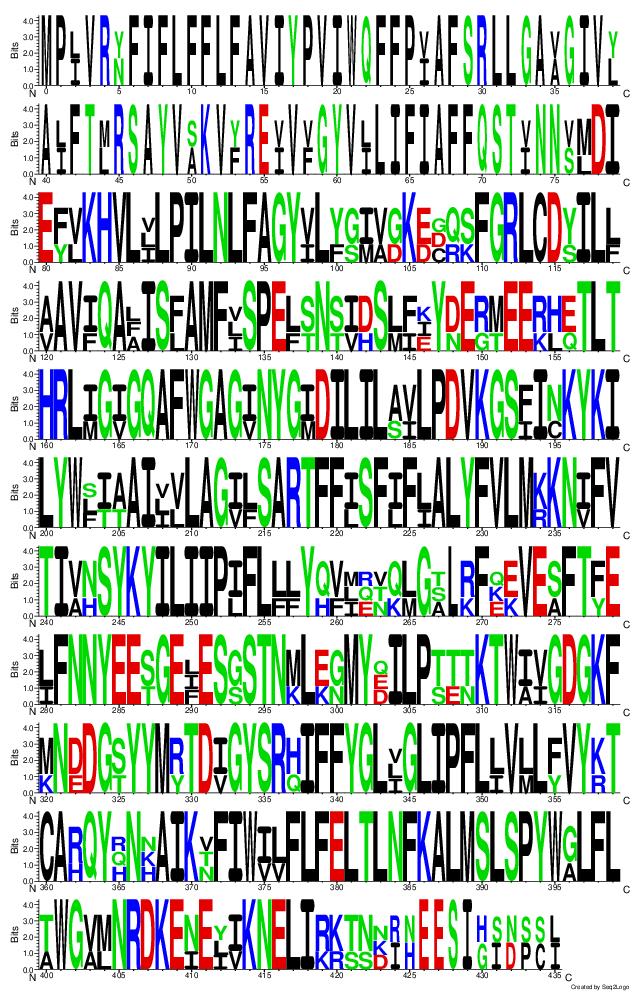 Bits 4.0 3.0 2.0 1.0 0.0
MPLVRYFIFLFFLFAVIYPVIWQFFPVAFSRLLGAVGIVY
N 0 5 10 15 20 25 30 35 C
Bits 4.0 3.0 2.0 1.0 0.0
ALFTMRSAYVSKVYREVVVGYVLLIFIAFFQSTVNNVMDI
N 40 45 50 55 60 65 70 75 C
Bits 4.0 3.0 2.0 1.0 0.0
EFVKHVLVLPILNLFAGYVLYGIVGKEGQSFGRLCDYILL
N 80 85 90 95 100 105 110 115 C
Bits 4.0 3.0 2.0 1.0 0.0
AAVIQALISFAMFVSPELSNSIDSLFKYDERMEERHETLT
N 120 125 130 135 140 145 150 155 C
Bits 4.0 3.0 2.0 1.0 0.0
HRLIGIGQAFWGAGINYGIDILILAVLPDVKGSFINKYKI
N 160 165 170 175 180 185 190 195 C
Bits 4.0 3.0 2.0 1.0 0.0
LYWSIAAIVVLAGILSARTFFISFIFLALYFVLMKKNIFV
N 200 205 210 215 220 225 230 235 C
Bits 4.0 3.0 2.0 1.0 0.0
TIVNSYKYILIIPIFLLLYQVMRVQLGTLRFQEVESFTFE
N 240 245 250 255 260 265 270 275 C
Bits 4.0 3.0 2.0 1.0 0.0
LFNNYEESGELESGSTNMLEGMYQILPTTTKTWIVGDGKF
N 280 285 290 295 300 305 310 315 C
Bits 4.0 3.0 2.0 1.0 0.0
MNDDGSYYMRTDIGYSRHIFFYGLVGLIPFLLVLLFVYKT
N 320 325 330 335 340 345 350 355 C
Bits 4.0 3.0 2.0 1.0 0.0
CARQYRNNAIKVFIWILFLFELTLNFKALMSLSPYWGLFL
N 360 365 370 375 380 385 390 395 C
Bits 4.0 3.0 2.0 1.0 0.0
TWGVMNRDKENEYIKNELIRKTNNRNEESIHSNSSL
N 400 405 410 415 420 425 430 435 C
Created by Seq2Logo